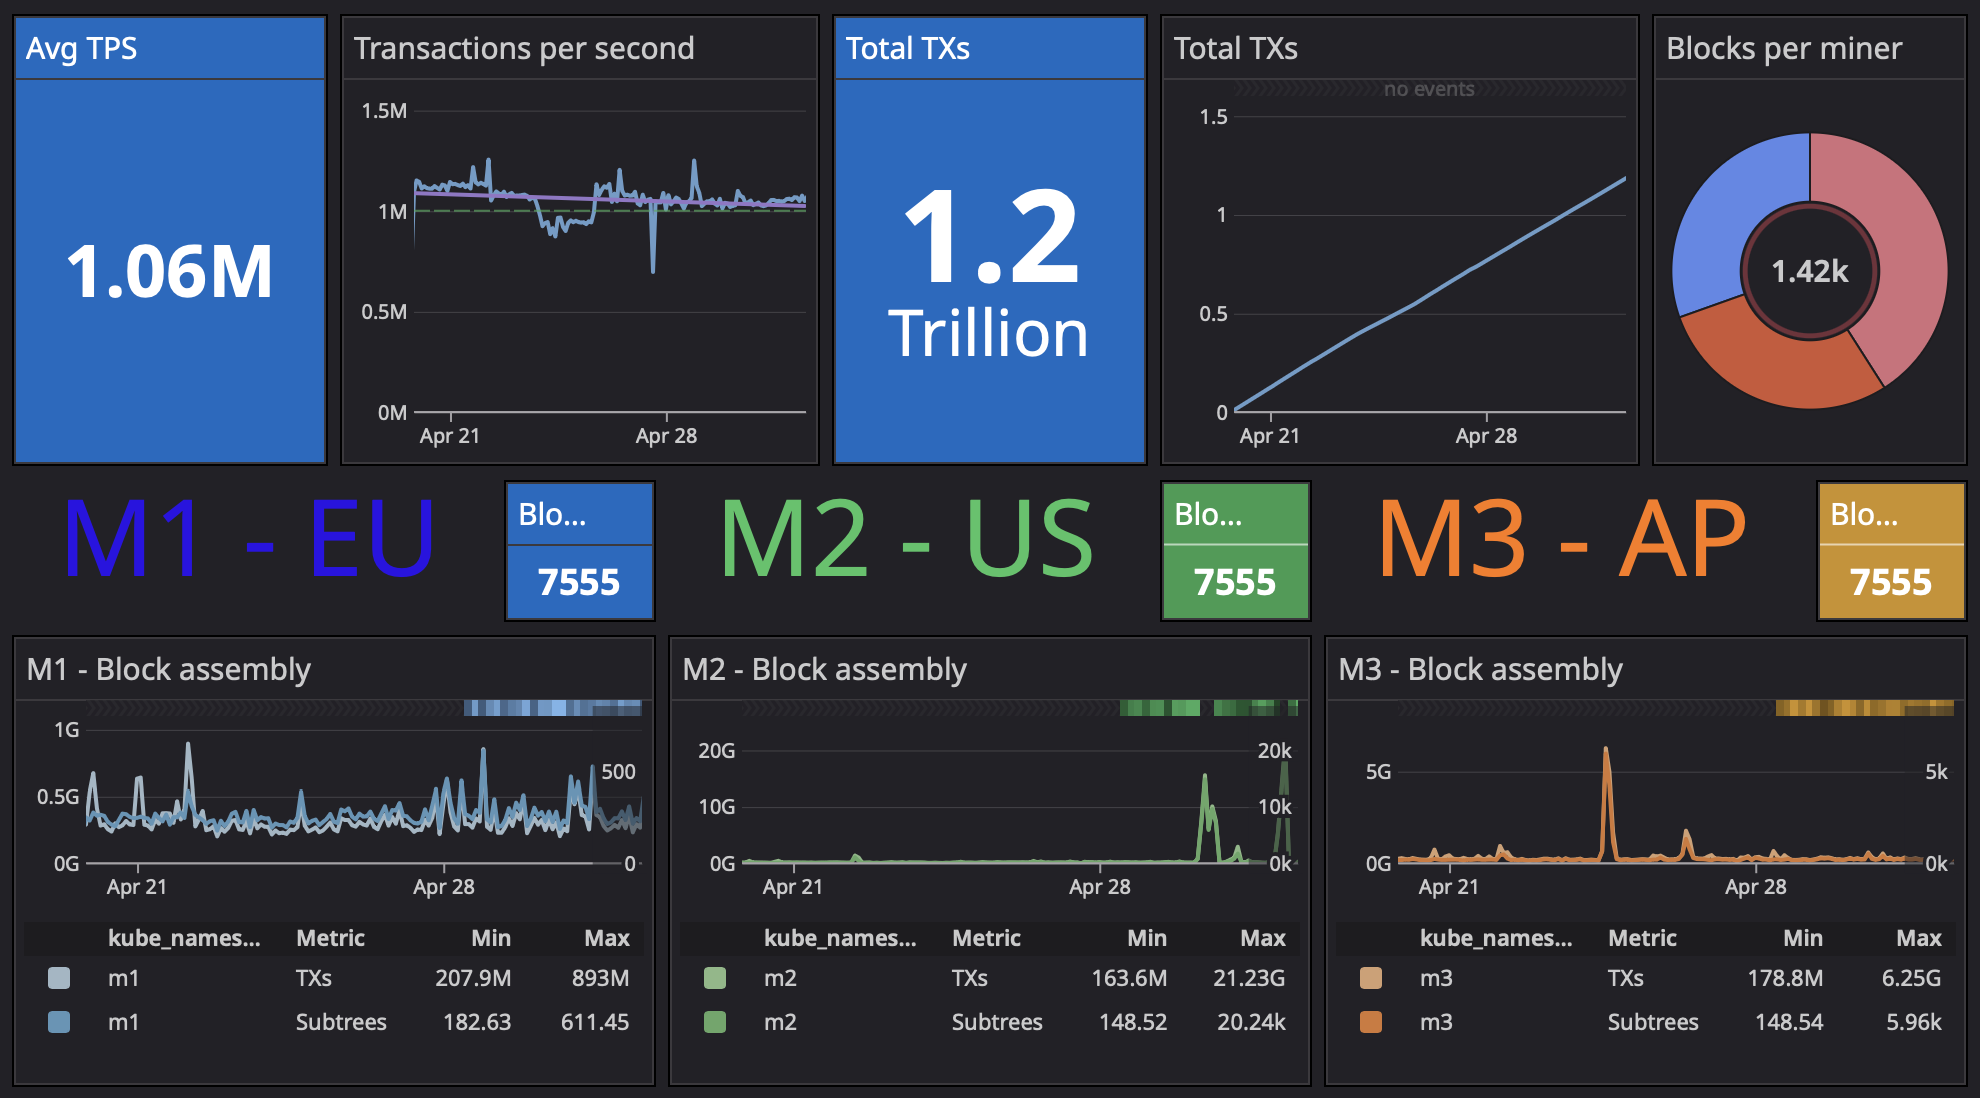 Avg TPS
1.06M
Transactions per second
1.5M
1M
0.5M
0M
Apr 21
Apr 28
Total TXs
1.2
Trillion
Total TXs
no events
1.5
1
0.5
0
Apr 21
Apr 28
Blocks per miner
1.42k
M1 - EU
Blo...
7555
M2 - US
Blo...
7555
M3 - AP
Blo...
7555
M1 - Block assembly
1G
0.5G
0G
500
0
Apr 21
Apr 28
kube_names... Metric Min Max
m1 TXs 207.9M 893M
m1 Subtrees 182.63 611.45
M2 - Block assembly
20G
10G
0G
20k
10k
0k
Apr 21
Apr 28
kube_names... Metric Min Max
m2 TXs 163.6M 21.23G
m2 Subtrees 148.52 20.24k
M3 - Block assembly
5G
0G
5k
0k
Apr 21
Apr 28
kube_names... Metric Min Max
m3 TXs 178.8M 6.25G
m3 Subtrees 148.54 5.96k